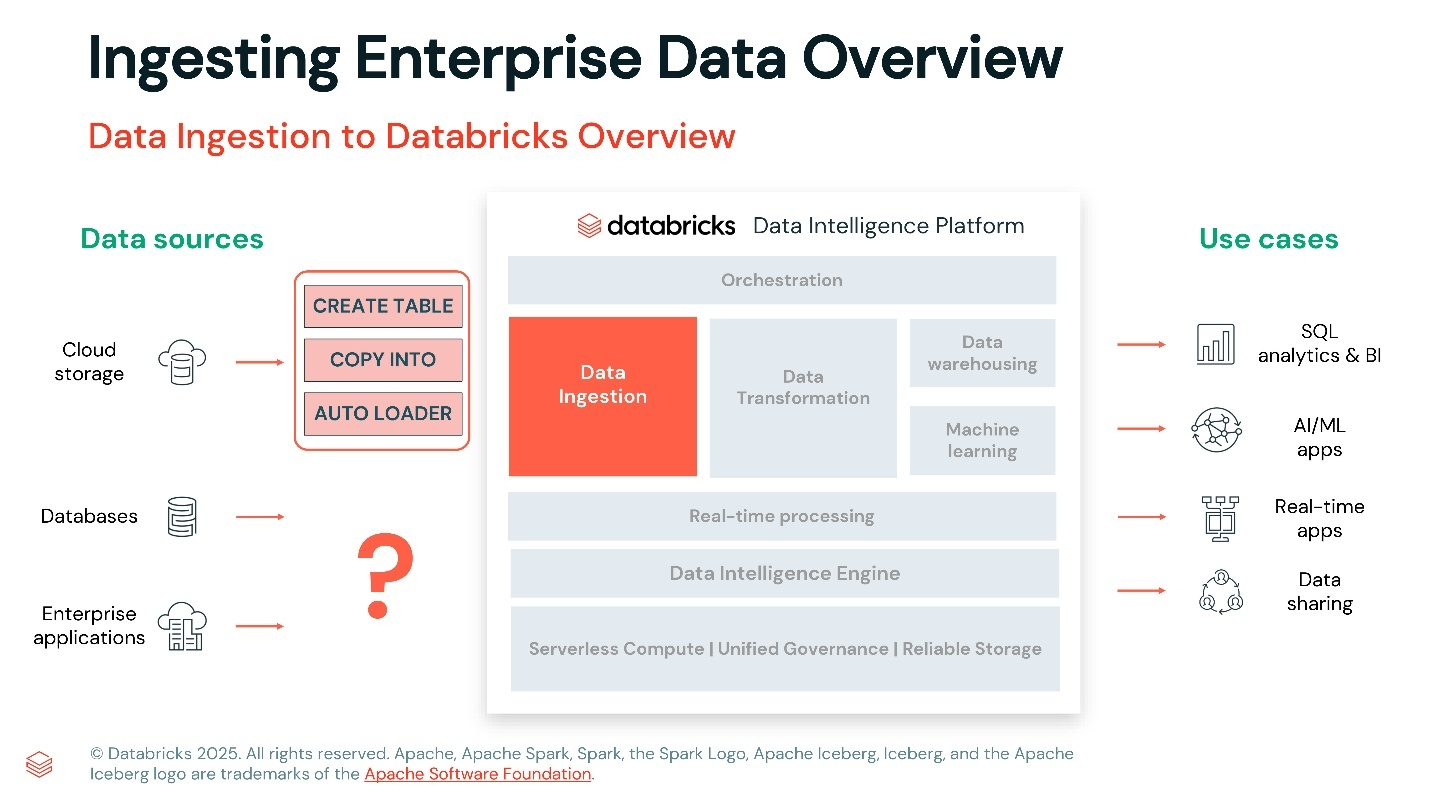 Ingesting Enterprise Data Overview
Data Ingestion to Databricks Overview
Data sources
Cloud
storage
CREATE TABLE
COPY INTO
AUTO LOADER
Databases
?
Enterprise
applications
databricks Data Intelligence Platform
Orchestration
Data
Ingestion
Data
Transformation
Data
warehousing
Machine
learning
Real-time processing
Data Intelligence Engine
Serverless Compute | Unified Governance | Reliable Storage
Use cases
SQL
analytics & BI
AI/ML
apps
Real-time
apps
Data
sharing
© Databricks 2025. All rights reserved. Apache, Apache Spark, Spark, the Spark Logo, Apache Iceberg, Iceberg, and the Apache
Iceberg logo are trademarks of the Apache Software Foundation.